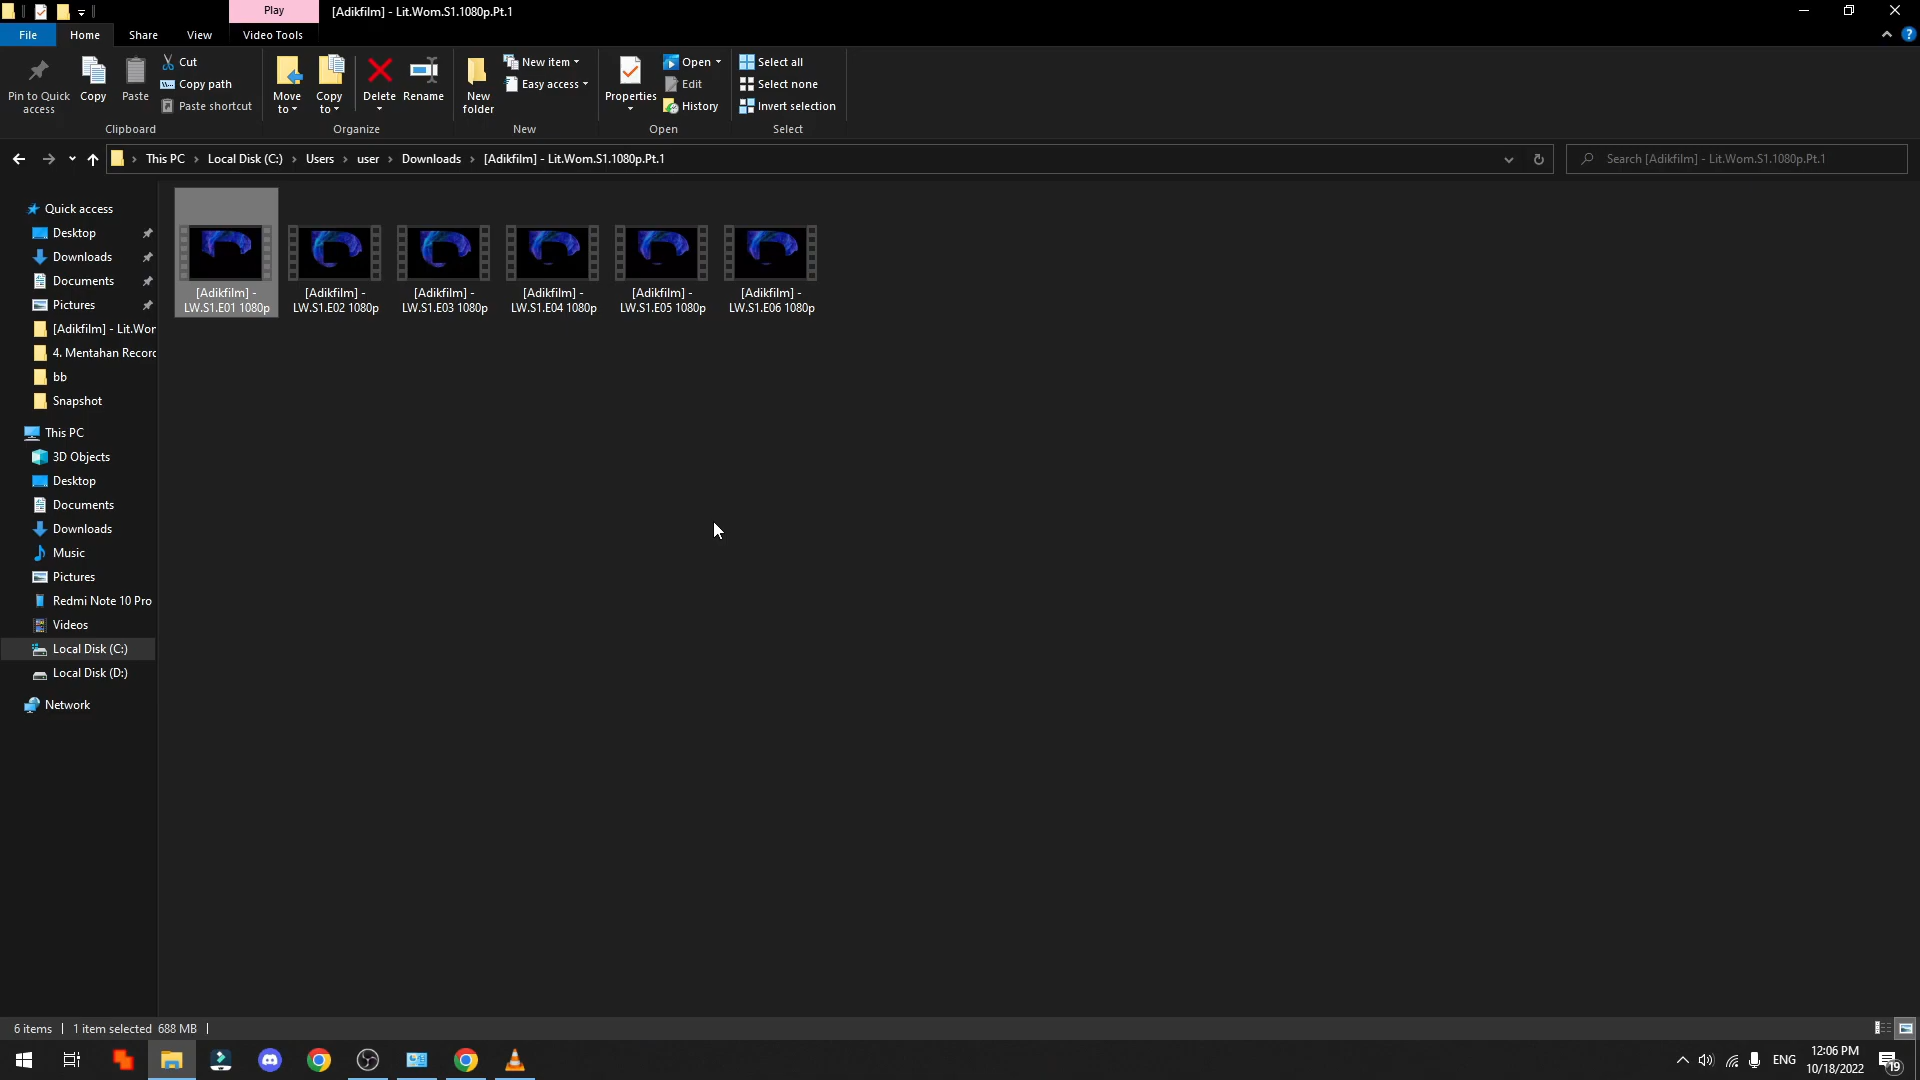 Play
[Adikfilm] - Lit.Wom.S1.1080p.Pt.1
File
Home
Share
View
Video Tools
Pin to Quick
access
Copy
Paste
Cut
Copy path
Paste shortcut
Clipboard
Move
to
Copy
to
Delete
Rename
Organize
New
folder
New item
Easy access
New
Properties
Open
Edit
History
Open
Select all
Select none
Invert selection
Select
This PC
Local Disk (C:)
Users
user
Downloads
[Adikfilm] - Lit.Wom.S1.1080p.Pt.1
Search [Adikfilm] - Lit.Wom.S1.1080p.Pt.1
Quick access
Desktop
Downloads
Documents
Pictures
[Adikfilm] - Lit.Wor
4. Mentahan Record
bb
Snapshot
This PC
3D Objects
Desktop
Documents
Downloads
Music
Pictures
Redmi Note 10 Pro
Videos
Local Disk (C:)
Local Disk (D:)
Network
[Adikfilm] -
LW.S1.E01 1080p
[Adikfilm] -
LW.S1.E02 1080p
[Adikfilm] -
LW.S1.E03 1080p
[Adikfilm] -
LW.S1.E04 1080p
[Adikfilm] -
LW.S1.E05 1080p
[Adikfilm] -
LW.S1.E06 1080p
6 items
1 item selected 688 MB
ENG
12:06 PM
10/18/2022
19